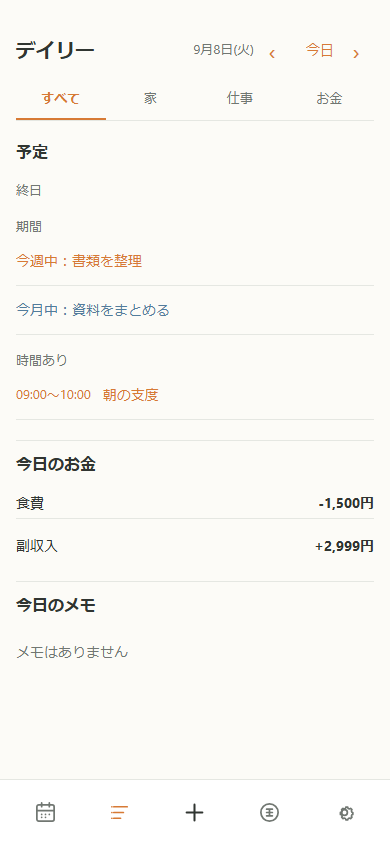 デイリー
9月8日(火) ‹ 今日 ›
すべて 家 仕事 お金
予定
終日
期間
今週中：書類を整理
今月中：資料をまとめる
時間あり
09:00〜10:00 朝の支度
今日のお金
食費 -1,500円
副収入 +2,999円
今日のメモ
メモはありません